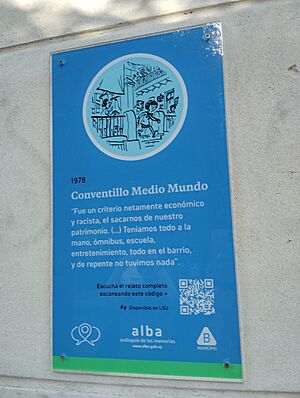 1978
Conventillo Medio Mundo
"Fue un criterio netamente económico
y racista, el sacarnos de nuestro
patrimonio. (...) Teníamos todo a la
mano, ómnibus, escuela,
entretenimiento, todo en el barrio,
y de repente no tuvimos nada".
Escuchá el relato completo
escaneando este código >
Disponible en LSU
alba
audioguía de las memorias
www.alba.gub.uy
B
MUNICIPIO